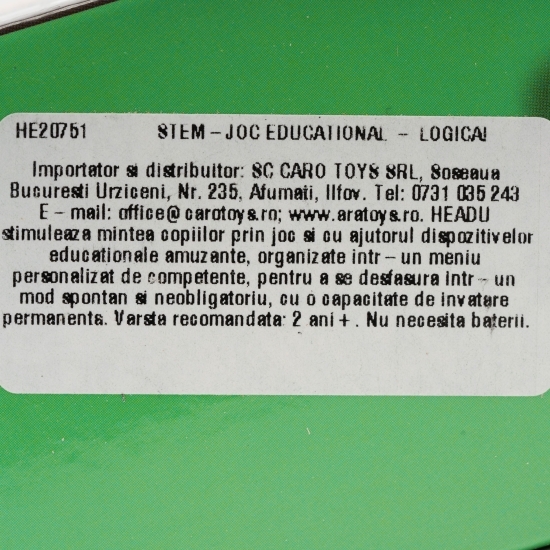 HE20751 STEM - JOC EDUCATIONAL - LOGICA!
Importator si distribuitor: SC CARO TOYS SRL, Soseaua
Bucuresti Urziceni, Nr. 235, Afumati, Ilfov. Tel: 0731 035 243
E - mail: office@carotoys.ro; www.aratoys.ro. HEADU
stimuleaza mintea copiilor prin joc si cu ajutorul dispozitivelor
educationale amuzante, organizate intr - un meniu
personalizat de competente, pentru a se desfasura intr - un
mod spontan si neobligatoriu, cu o capacitate de invatare
permanenta. Varsta recomandata: 2 ani + . Nu necesita baterii.